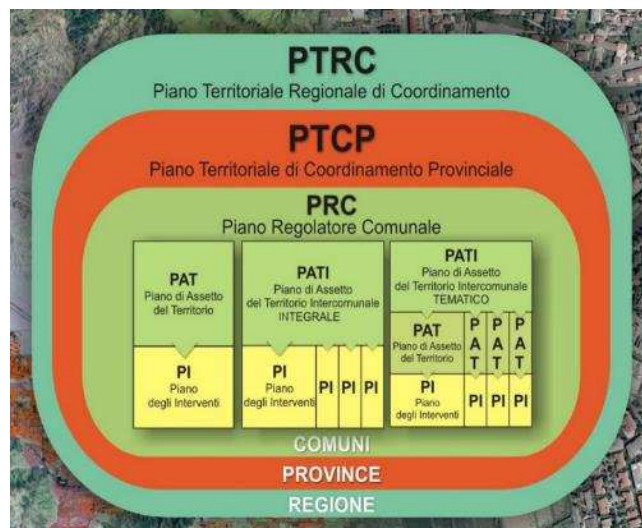 PTRC
Piano Territoriale Regionale di Coordinamento
PTCP
Piano Territoriale di Coordinamento Provinciale
PRC
Piano Regolatore Comunale
PAT
Piano di Assetto
del Territorio
PI
Piano
degli Interventi
PATI
Piano di Assetto
del Territorio Intercomunale
INTEGRALE
PI
Piano
degli Interventi
PI
PI
PI
PATI
Piano di Assetto
del Territorio Intercomunale
TEMATICO
PAT
Piano di Assetto
del Territorio
PAT
PAT
PAT
PI
Piano
degli Interventi
PI
PI
PI
COMUNI
PROVINCE
REGIONE